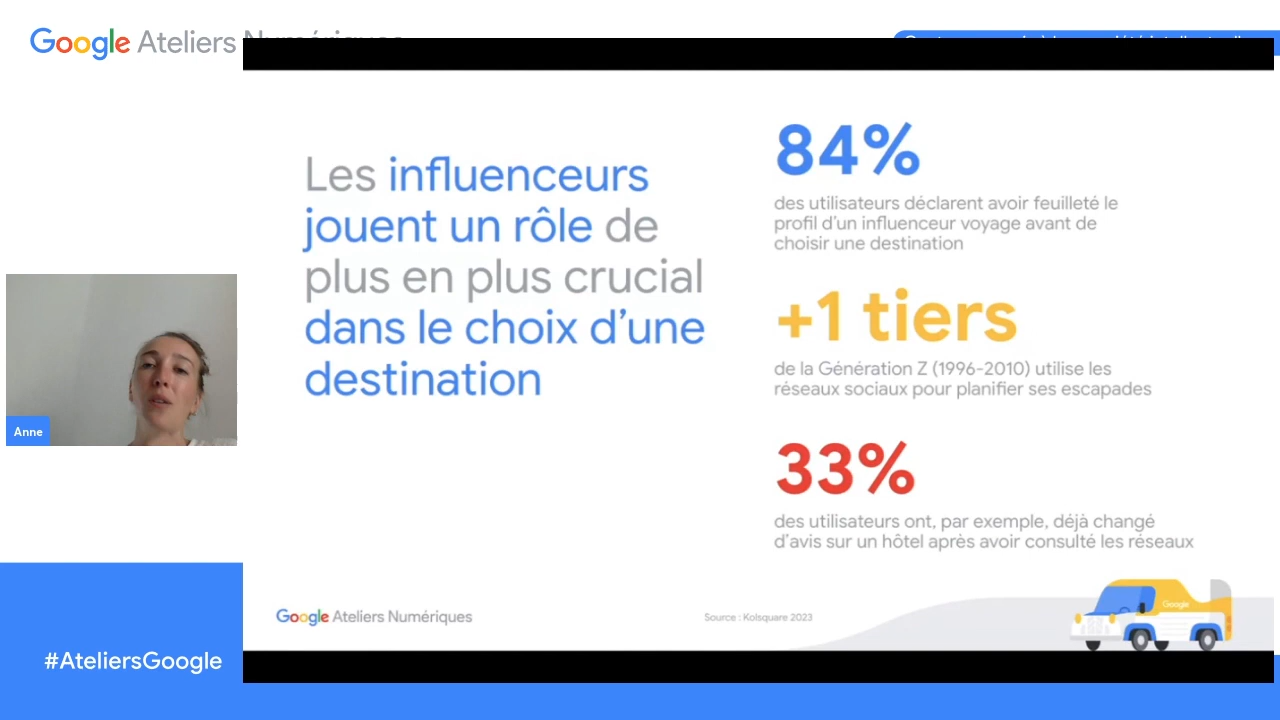 Google Ateliers
Les influenceurs
jouent un rôle de
plus en plus crucial
dans le choix d'une
destination
84%
des utilisateurs déclarent avoir feuilleté le
profil d'un influenceur voyage avant de
choisir une destination
+1 tiers
de la Génération Z (1996-2010) utilise les
réseaux sociaux pour planifier ses escapades
33%
des utilisateurs ont, par exemple, déjà changé
d'avis sur un hôtel après avoir consulté les réseaux
Google
Google Ateliers Numériques
Source : Kolsquare 2023
Anne
#AteliersGoogle